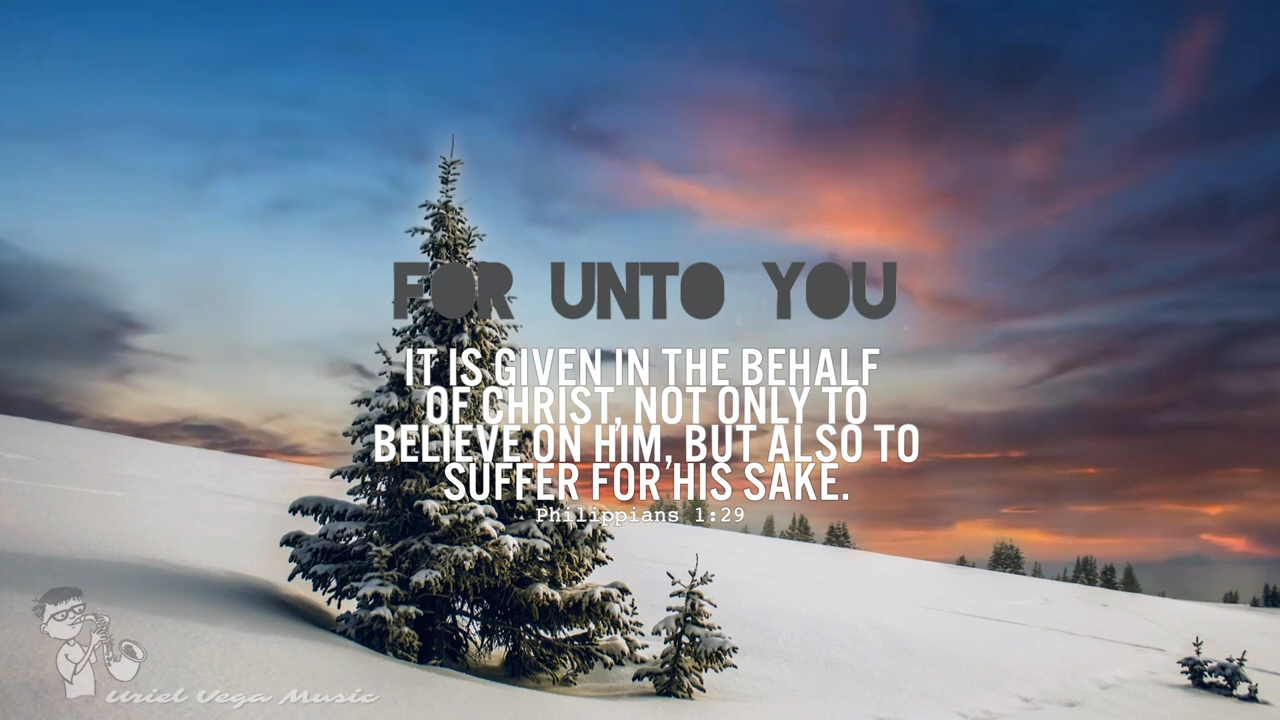 FOR UNTO YOU
IT IS GIVEN IN THE BEHALF
OF CHRIST, NOT ONLY TO
BELIEVE ON HIM, BUT ALSO TO
SUFFER FOR HIS SAKE.
Philippians 1:29
Uriel Vega Music